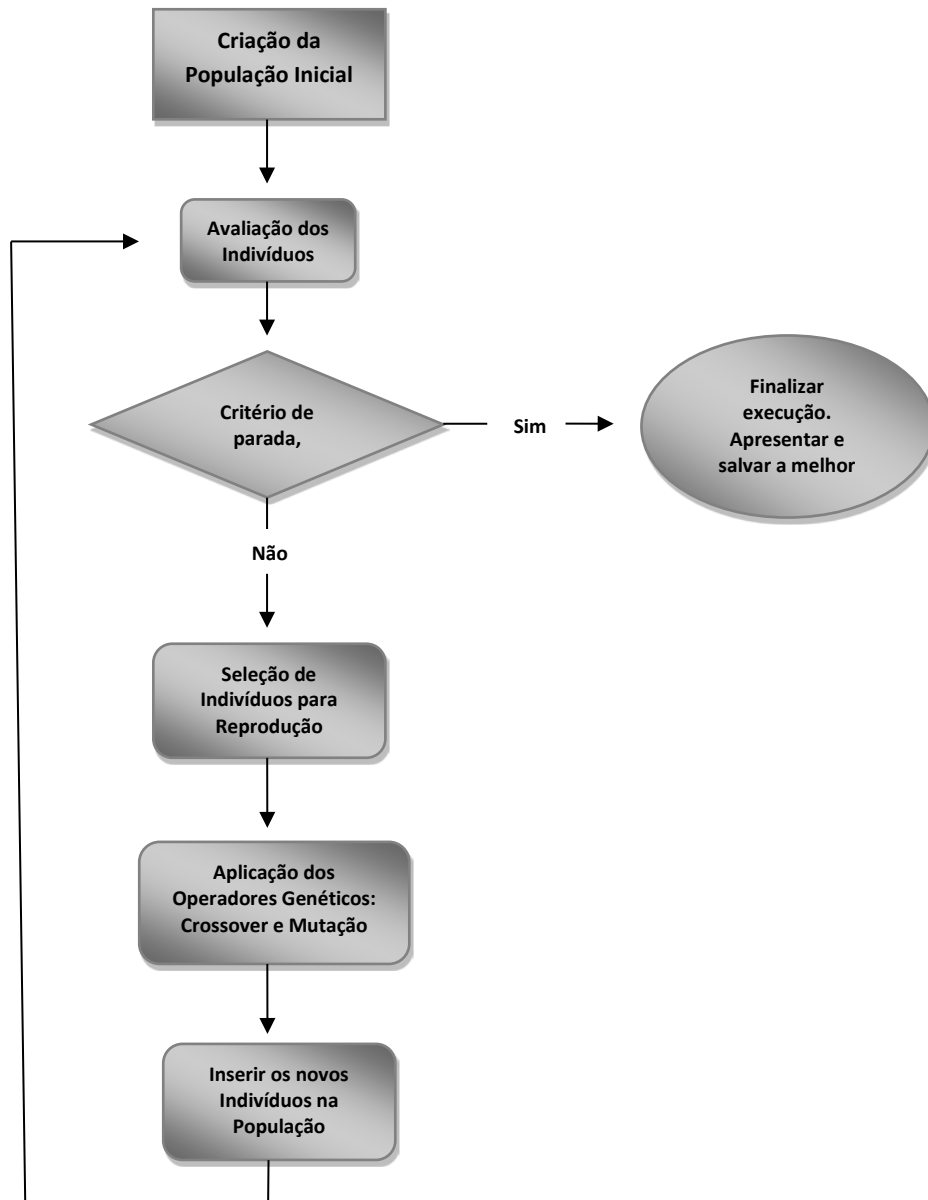 Criação da
População Inicial
Avaliação dos
Indivíduos
Critério de
parada,
Sim
Finalizar
execução.
Apresentar e
salvar a melhor
Não
Seleção de
Indivíduos para
Reprodução
Aplicação dos
Operadores Genéticos:
Crossover e Mutação
Inserir os novos
Indivíduos na
População